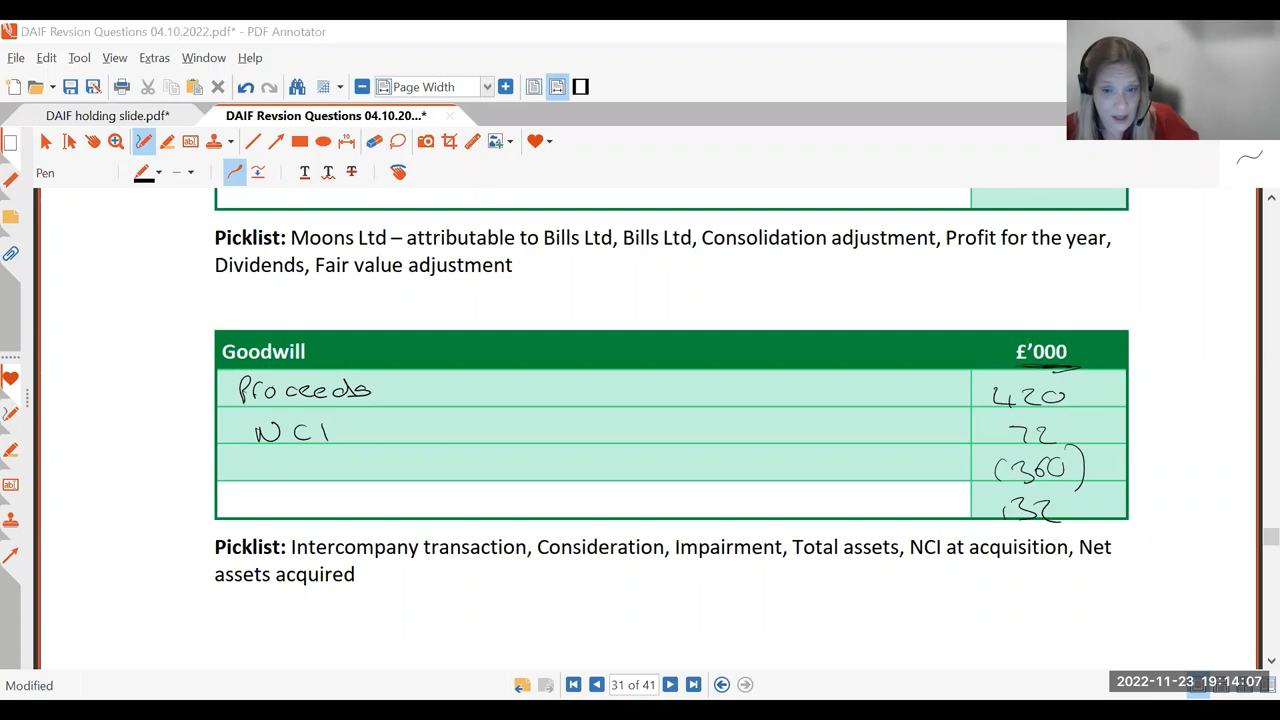 DAIF Revsion Questions 04.10.2022.pdf* - PDF Annotator
File Edit Tool View Extras Window Help
Page Width
DAIF holding slide.pdf*
DAIF Revsion Questions 04.10.20...*
Pen
Picklist: Moons Ltd – attributable to Bills Ltd, Bills Ltd, Consolidation adjustment, Profit for the year,
Dividends, Fair value adjustment
Goodwill £’000
Proceeds 420
NCI 72
(360)
132
Picklist: Intercompany transaction, Consideration, Impairment, Total assets, NCI at acquisition, Net
assets acquired
Modified
31 of 41
2022-11-23 19:14:07